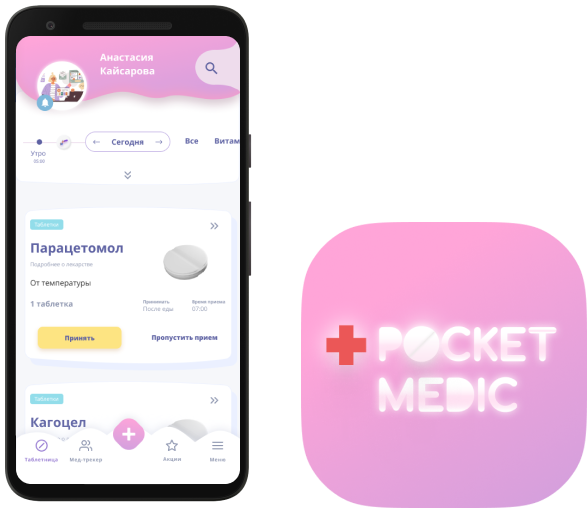 Анастасия
Кайсарова
Сегодня
Все
Витам
Утро
00:00
Таблетки
Парацетомол
Подробнее о лекарстве
От температуры
1 таблетка
Принимать
После еды
Время приема
07:00
Принять
Пропустить прием
Таблетки
Кагоцел
Таблетница
Мед-трекер
Акции
Меню
POCKET
MEDIC